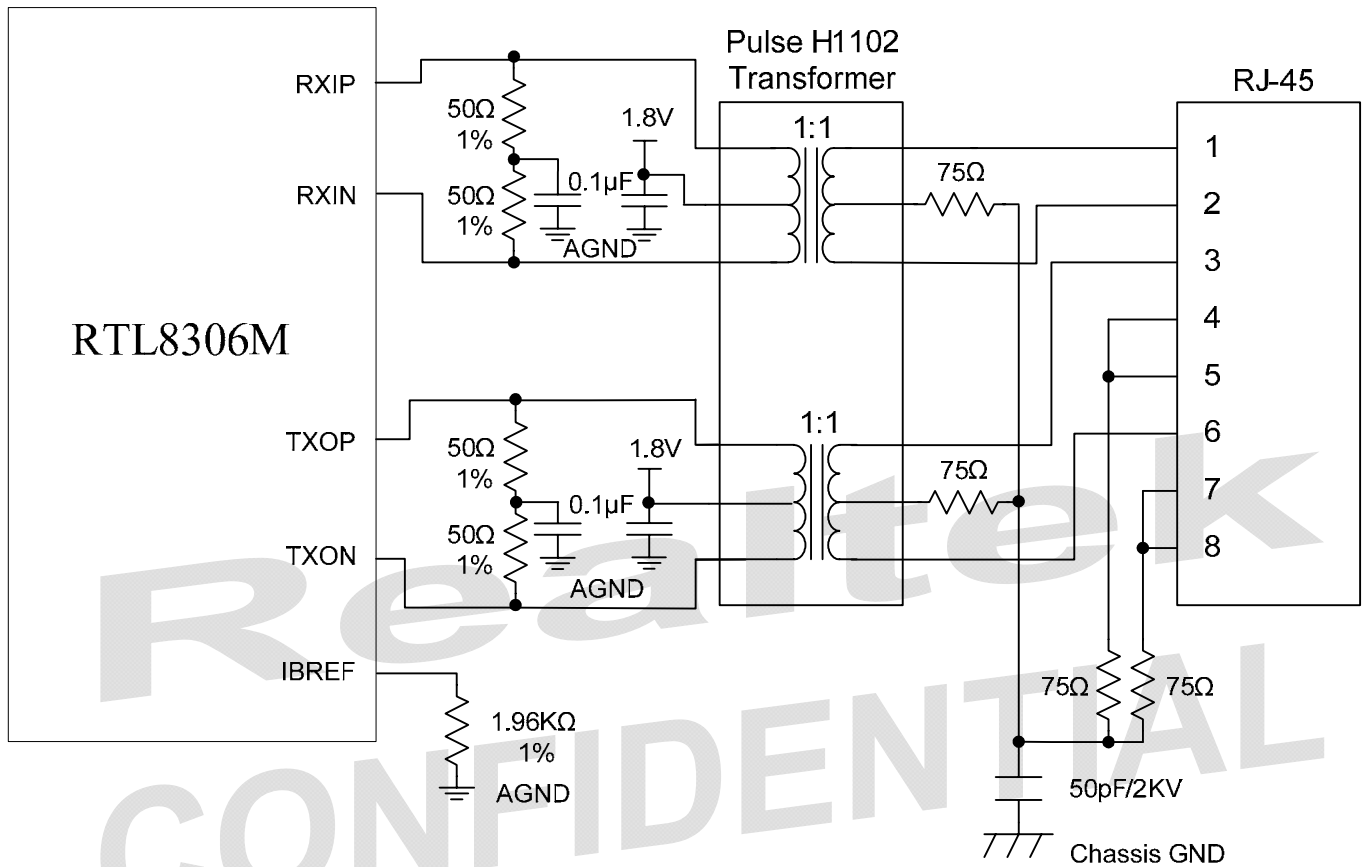 Pulse H1102
Transformer
RJ-45
RTL8306M
RXIP
RXIN
50Ω
1%
50Ω
1%
0.1µF
AGND
1.8V
1:1
75Ω
1
2
3
4
5
6
7
8
TXOP
TXON
50Ω
1%
50Ω
1%
0.1µF
AGND
1.8V
1:1
75Ω
IBREF
1.96KΩ
1%
AGND
75Ω
75Ω
50pF/2KV
Chassis GND
Realtek
CONFIDENTIAL